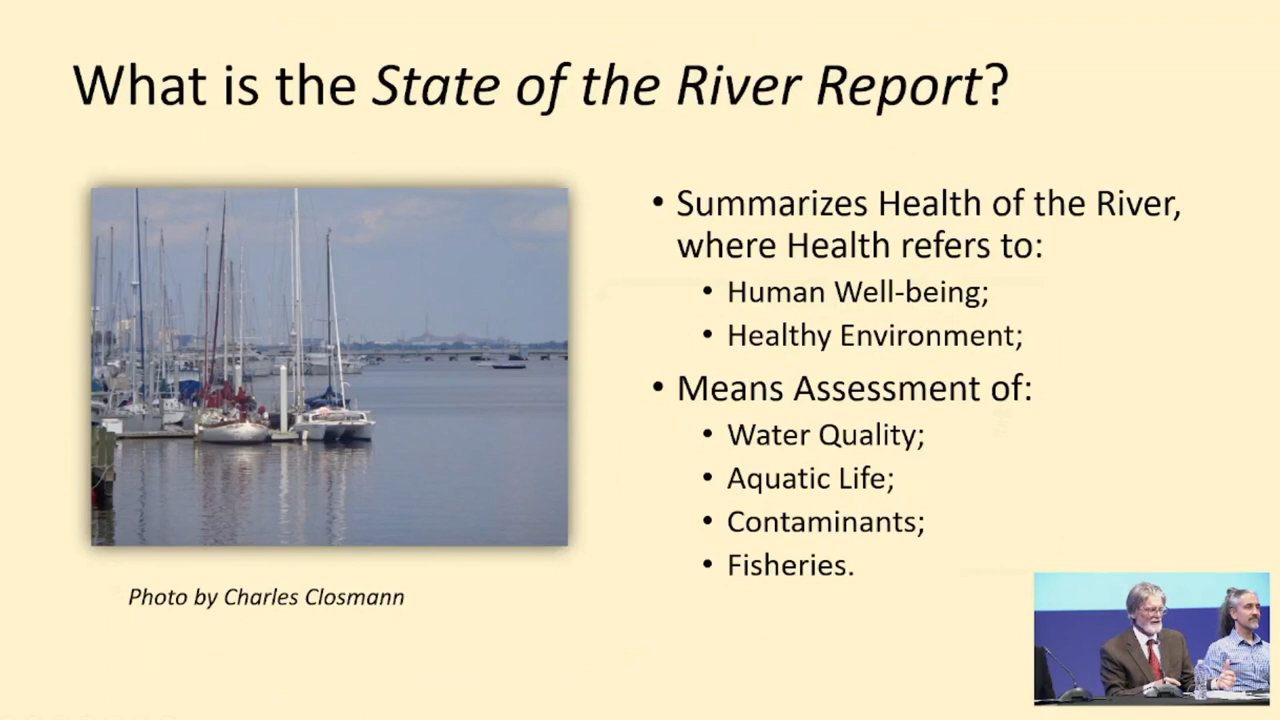 What is the State of the River Report?
• Summarizes Health of the River,
where Health refers to:
• Human Well-being;
• Healthy Environment;
• Means Assessment of:
• Water Quality;
• Aquatic Life;
• Contaminants;
• Fisheries.
Photo by Charles Closmann